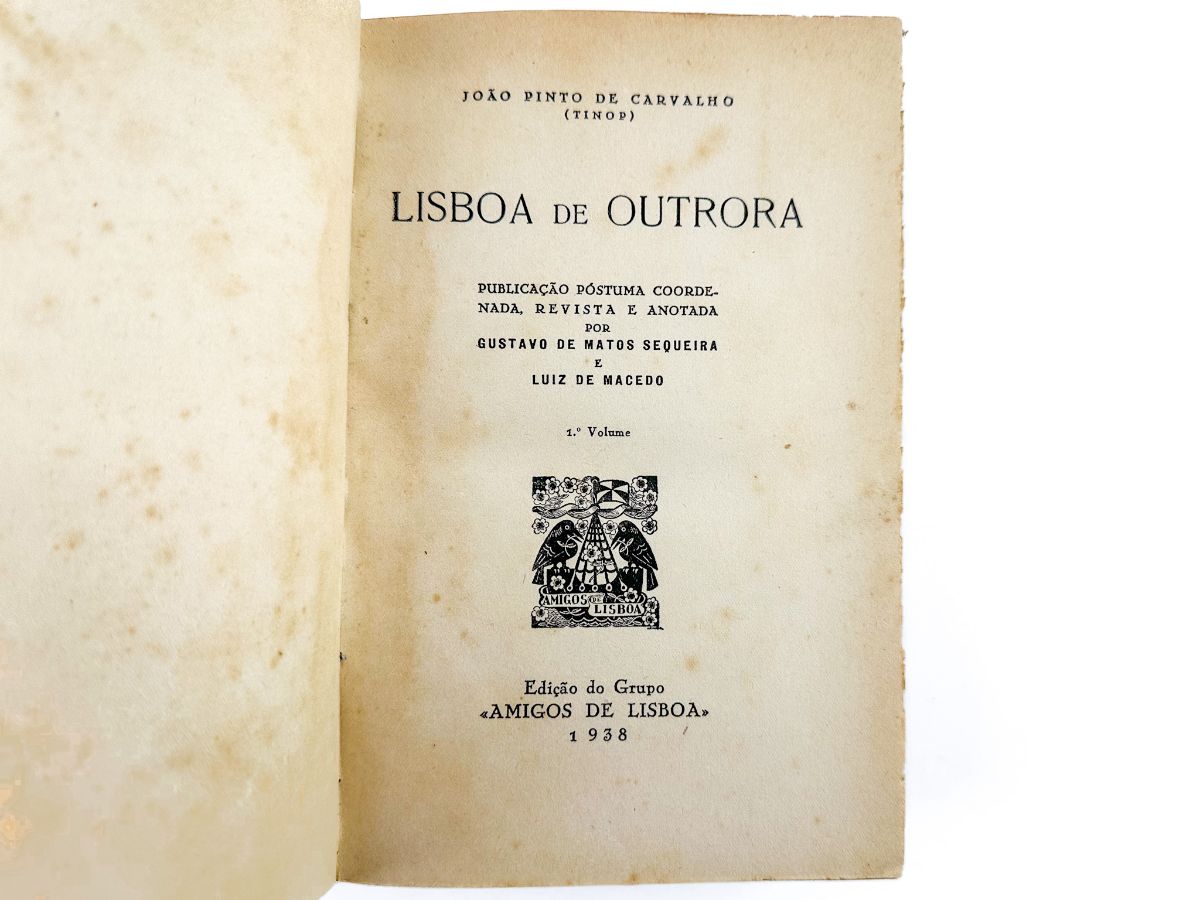 JOÃO PINTO DE CARVALHO
(TINOP)
LISBOA DE OUTRORA
PUBLICAÇÃO PÓSTUMA COORDE-
NADA, REVISTA E ANOTADA
POR
GUSTAVO DE MATOS SEQUEIRA
E
LUIZ DE MACEDO
1.º Volume
AMIGOS DE LISBOA
Edição do Grupo
«AMIGOS DE LISBOA»
1938